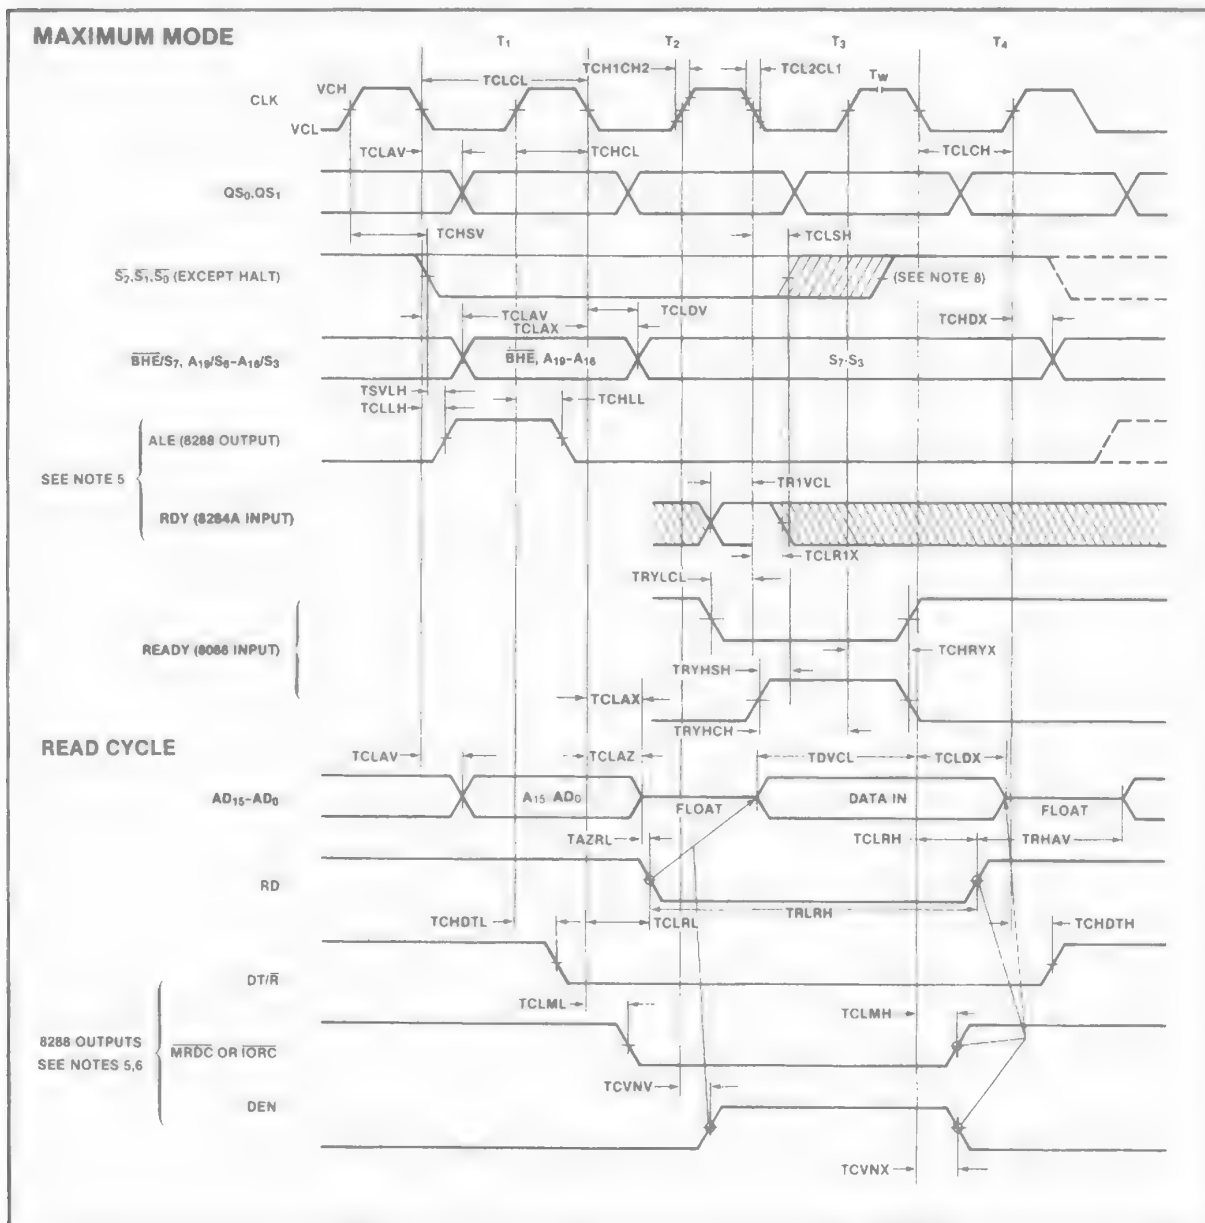 MAXIMUM MODE
T1
T2
T3
T4
TCH1CH2
TCL2CL1
TCLCL
TW
VCH
CLK
VCL
TCLAV
TCHCL
TCLCH
QS0,QS1
TCHSV
TCLSH
S2,S1,S0 (EXCEPT HALT)
(SEE NOTE 8)
TCLAV
TCLDV
TCLAX
TCHDX
BHE/S7, A19/S6-A16/S3
BHE, A19-A16
S7-S3
TSVLH
TCLLH
TCHLL
ALE (8288 OUTPUT)
SEE NOTE 5
TR1VCL
RDY (8284A INPUT)
TCLR1X
TRYLCL
READY (8086 INPUT)
TCHRYX
TRYHSH
TCLAX
TRYHCH
READ CYCLE
TCLAV
TCLAZ
TDVCL
TCLDX
AD15-AD0
A15-AD0
FLOAT
DATA IN
FLOAT
TAZRL
TCLRH
TRHAV
RD
TRLRH
TCHDTL
TCLRL
TCHDTH
DT/R
TCLML
TCLMH
8288 OUTPUTS
SEE NOTES 5,6
MRDC OR IORC
TCVNV
DEN
TCVNX